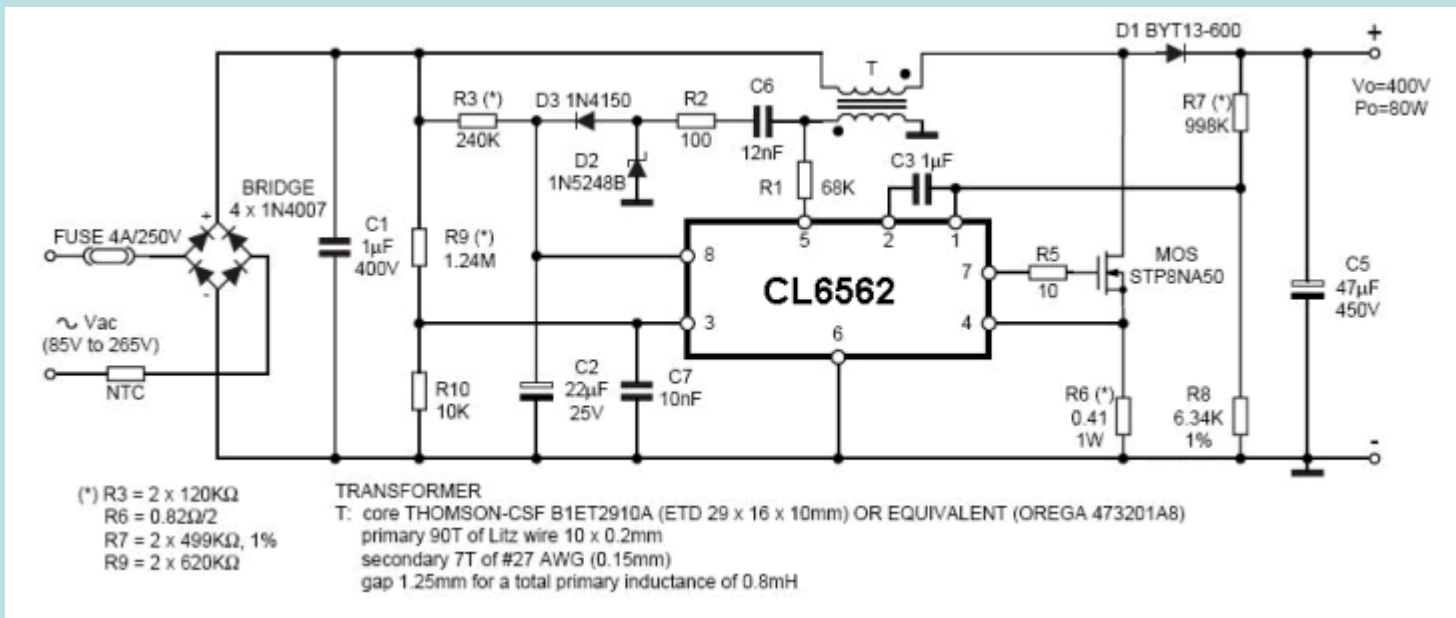 D1 BYT13-600
+
T
C6
Vo=400V
Po=80W
R3 (*)
240K
D3 1N4150
R2
100
12nF
R7 (*)
998K
D2
1N5248B
R1
68K
C3 1µF
BRIDGE
4 x 1N4007
+
-
FUSE 4A/250V
C1
1µF
400V
R9 (*)
1.24M
5
2
1
8
7
CL6562
R5
10
MOS
STP8NA50
C5
47µF
450V
3
4
6
~ Vac
(85V to 265V)
NTC
R10
10K
C2
22µF
25V
C7
10nF
R6 (*)
0.41
1W
R8
6.34K
1%
-
(*) R3 = 2 x 120KΩ
R6 = 0.82Ω/2
R7 = 2 x 499KΩ, 1%
R9 = 2 x 620KΩ
TRANSFORMER
T: core THOMSON-CSF B1ET2910A (ETD 29 x 16 x 10mm) OR EQUIVALENT (OREGA 473201A8)
primary 90T of Litz wire 10 x 0.2mm
secondary 7T of #27 AWG (0.15mm)
gap 1.25mm for a total primary inductance of 0.8mH